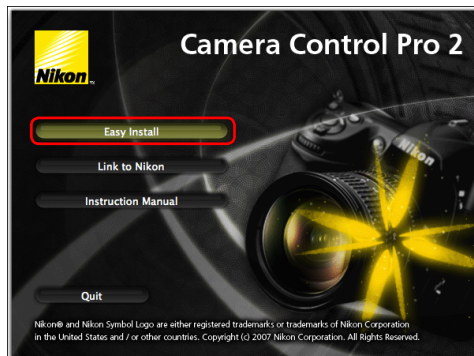 Camera Control Pro 2
Nikon
Easy Install
Link to Nikon
Nikon
Instruction Manual
Quit
Nikon® and Nikon Symbol Logo are either registered trademarks or trademarks of Nikon Corporation
in the United States and / or other countries. Copyright (c) 2007 Nikon Corporation. All Rights Reserved.